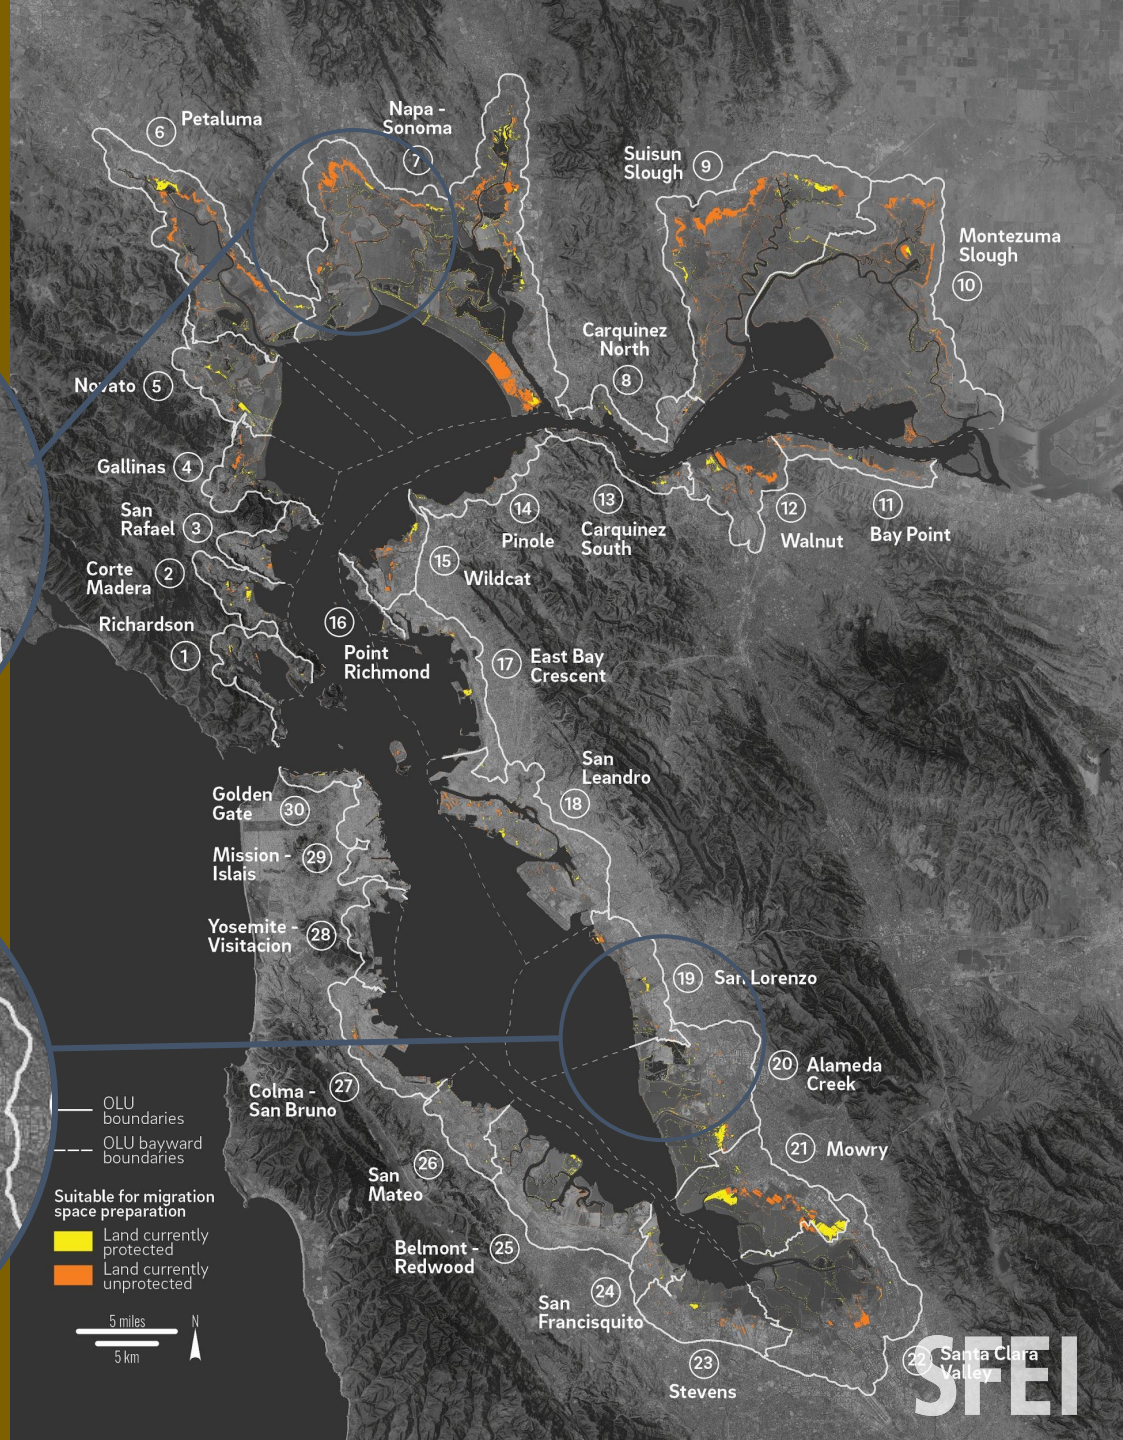 6
Petaluma
Napa -
Sonoma
7
Suisun
Slough
9
Montezuma
Slough
10
Carquinez
North
8
Novato
5
Gallinas
4
San
Rafael
3
Corte
Madera
2
Richardson
1
14
Pinole
13
Carquinez
South
12
Walnut
11
Bay Point
15
Wildcat
16
Point
Richmond
17
East Bay
Crescent
San
Leandro
18
Golden
Gate
30
Mission -
Islais
29
Yosemite -
Visitacion
28
19
San Lorenzo
20
Alameda
Creek
Colma -
San Bruno
27
21
Mowry
San
Mateo
26
Belmont -
Redwood
25
San
Francisquito
24
23
Stevens
22
Santa Clara
Valley
OLU
boundaries
OLU bayward
boundaries
Suitable for migration
space preparation
Land currently
protected
Land currently
unprotected
5 miles
5 km
N
SFEI